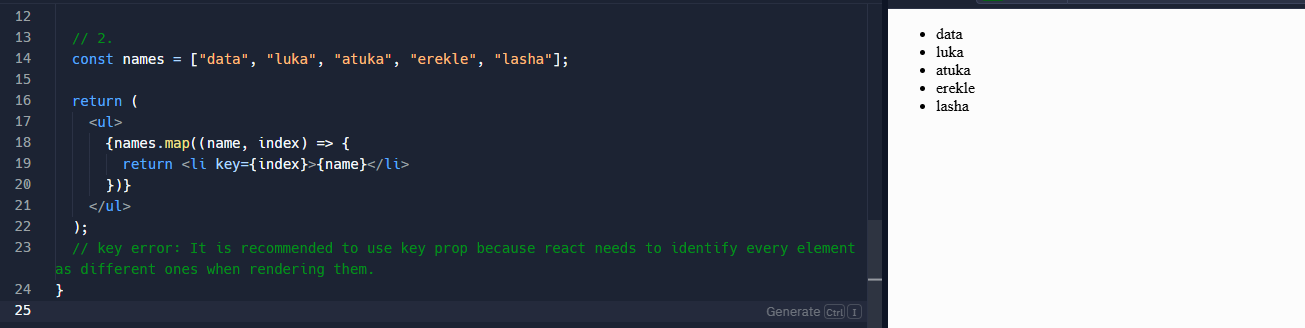 12
13 // 2.
14 const names = ["data", "luka", "atuka", "erekle", "lasha"];
15
16 return (
17 <ul>
18 {names.map((name, index) => {
19 return <li key={index}>{name}</li>
20 })}
21 </ul>
22 );
23 // key error: It is recommended to use key prop because react needs to identify every element
as different ones when rendering them.
24 }
25 Generate Ctrl I
• data
• luka
• atuka
• erekle
• lasha